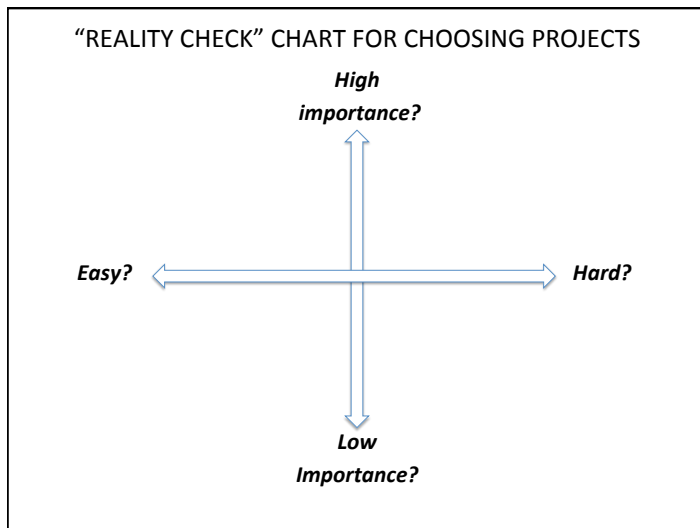 “REALITY CHECK” CHART FOR CHOOSING PROJECTS
High
importance?
Easy?
Hard?
Low
Importance?